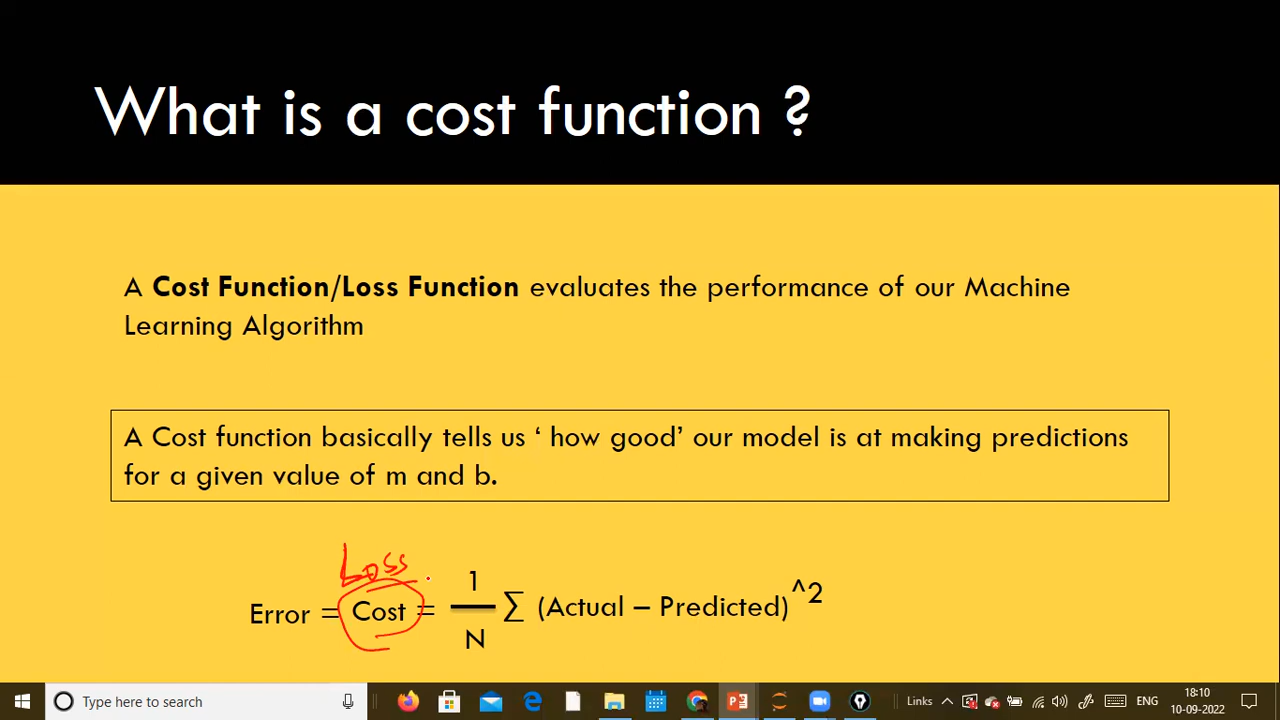 What is a cost function ?
A Cost Function/Loss Function evaluates the performance of our Machine
Learning Algorithm
A Cost function basically tells us ‘ how good’ our model is at making predictions
for a given value of m and b.
Loss
Error = Cost = 1/N ∑ (Actual – Predicted)^2
Type here to search
Links
ENG
18:10
10-09-2022